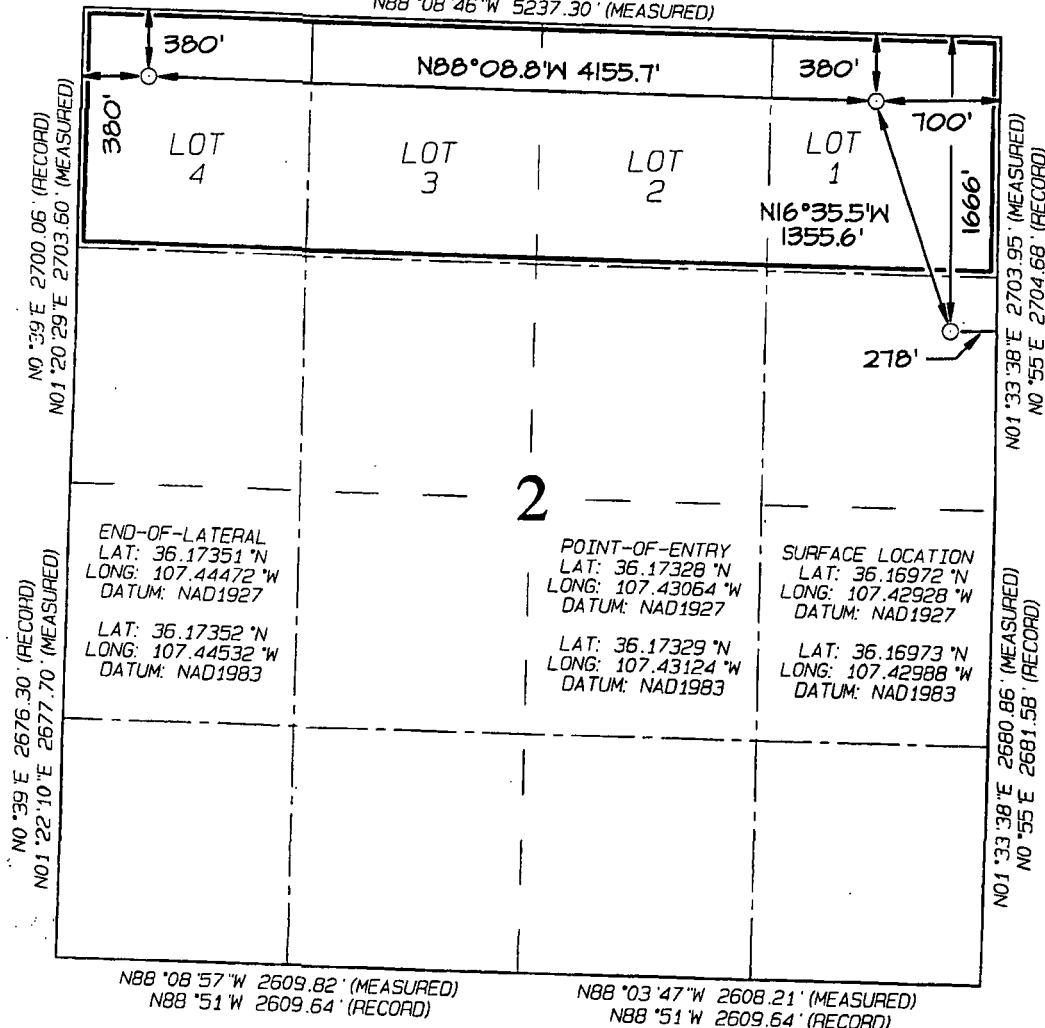 N88°08'46"W 5237.30' (MEASURED)
380'
N88°08.8'W 4155.7'
380'
700'
380'
LOT
4
LOT
3
LOT
2
LOT
1
N16°35.5'W
1355.6'
1666'
278'
N0°39'E 2700.06' (RECORD)
N01°20'29"E 2703.60' (MEASURED)
N01°33'38"E 2703.95' (MEASURED)
N0°55'E 2704.68' (RECORD)
2
END-OF-LATERAL
LAT: 36.17351°N
LONG: 107.44472°W
DATUM: NAD1927
LAT: 36.17352°N
LONG: 107.44532°W
DATUM: NAD1983
POINT-OF-ENTRY
LAT: 36.17328°N
LONG: 107.43064°W
DATUM: NAD1927
LAT: 36.17329°N
LONG: 107.43124°W
DATUM: NAD1983
SURFACE LOCATION
LAT: 36.16972°N
LONG: 107.42928°W
DATUM: NAD1927
LAT: 36.16973°N
LONG: 107.42988°W
DATUM: NAD1983
N0°39'E 2676.30' (RECORD)
N01°22'10"E 2677.70' (MEASURED)
N01°33'38"E 2680.86' (MEASURED)
N0°55'E 2681.58' (RECORD)
N88°08'57"W 2609.82' (MEASURED)
N88°51'W 2609.64' (RECORD)
N88°03'47"W 2608.21' (MEASURED)
N88°51'W 2609.64' (RECORD)